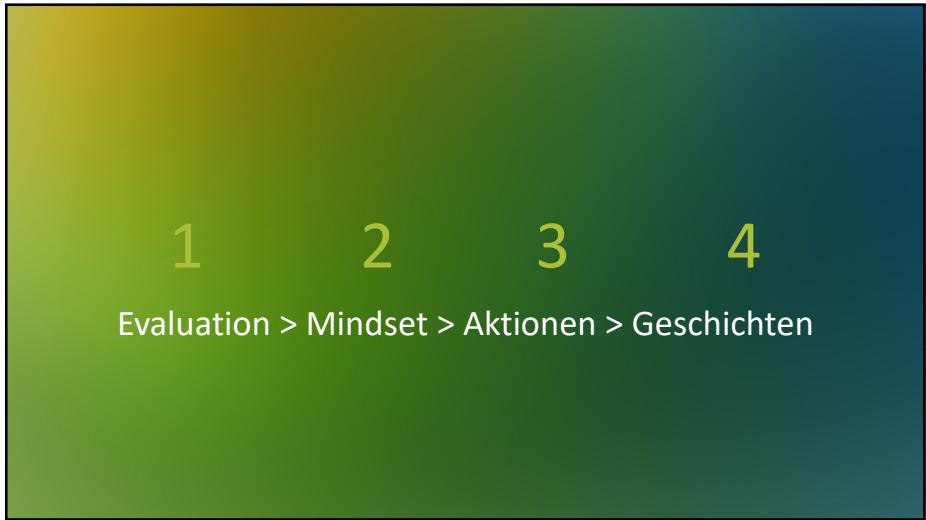 1 2 3 4
Evaluation > Mindset > Aktionen > Geschichten